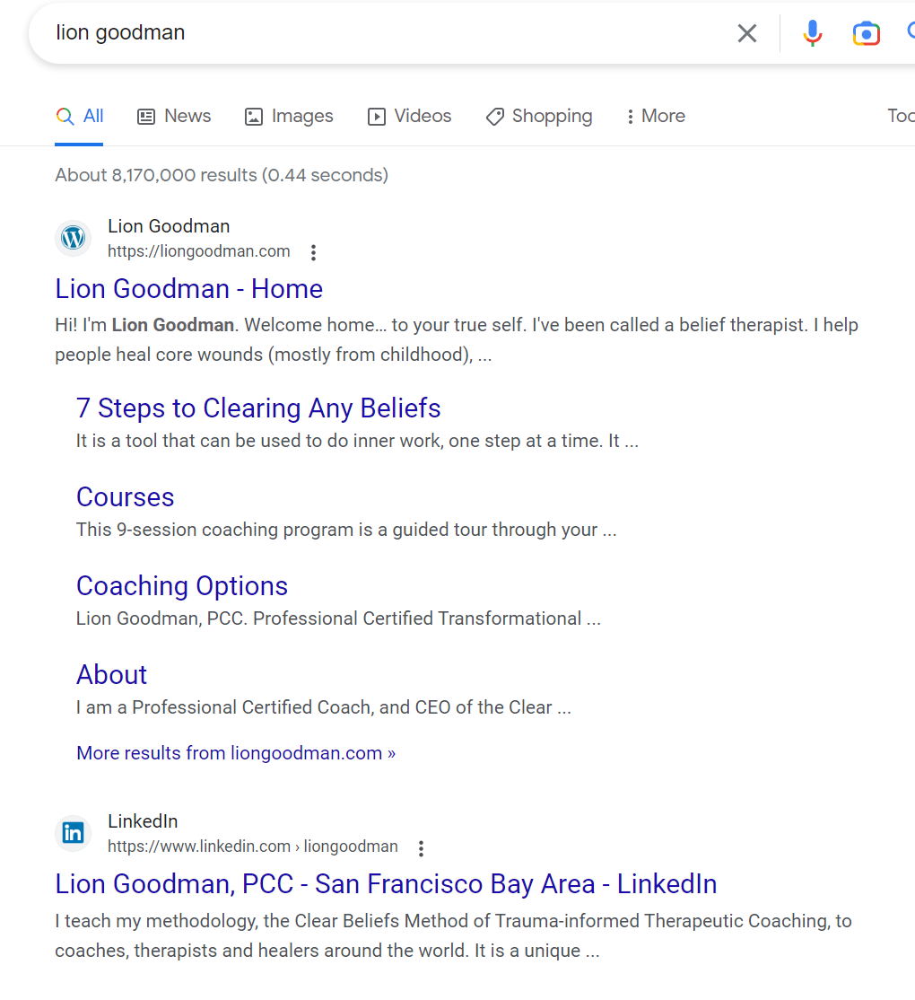 lion goodman
All News Images Videos Shopping More
About 8,170,000 results (0.44 seconds)
Lion Goodman
https://liongoodman.com
Lion Goodman - Home
Hi! I'm Lion Goodman. Welcome home… to your true self. I've been called a belief therapist. I help
people heal core wounds (mostly from childhood), ...
7 Steps to Clearing Any Beliefs
It is a tool that can be used to do inner work, one step at a time. It ...
Courses
This 9-session coaching program is a guided tour through your ...
Coaching Options
Lion Goodman, PCC. Professional Certified Transformational ...
About
I am a Professional Certified Coach, and CEO of the Clear ...
More results from liongoodman.com »
LinkedIn
https://www.linkedin.com › liongoodman
Lion Goodman, PCC - San Francisco Bay Area - LinkedIn
I teach my methodology, the Clear Beliefs Method of Trauma-informed Therapeutic Coaching, to
coaches, therapists and healers around the world. It is a unique ...